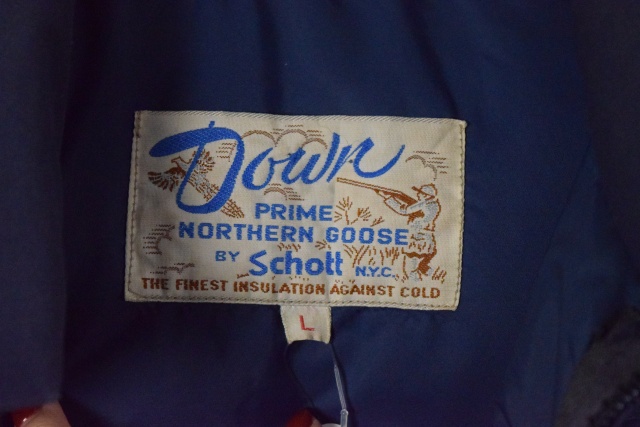 Down
PRIME
NORTHERN GOOSE
BY Schott N.Y.C.
THE FINEST INSULATION AGAINST COLD
L